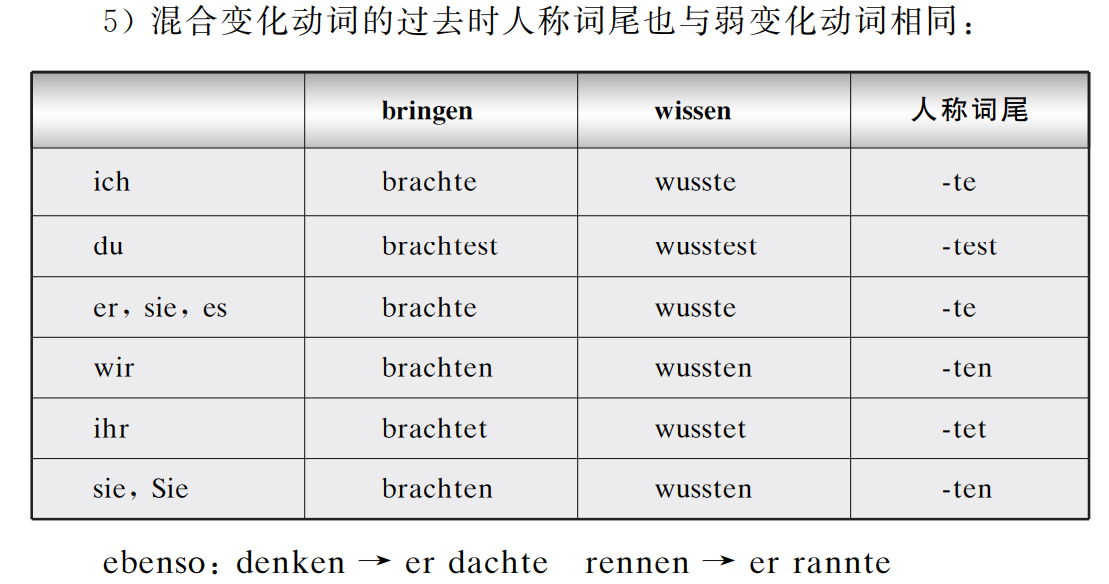 5）混合变化动词的过去时人称词尾也与弱变化动词相同：
bringen wissen 人称词尾
ich brachte wusste -te
du brachtest wusstest -test
er，sie，es brachte wusste -te
wir brachten wussten -ten
ihr brachtet wusstet -tet
sie，Sie brachten wussten -ten
ebenso：denken → er dachte rennen → er rannte